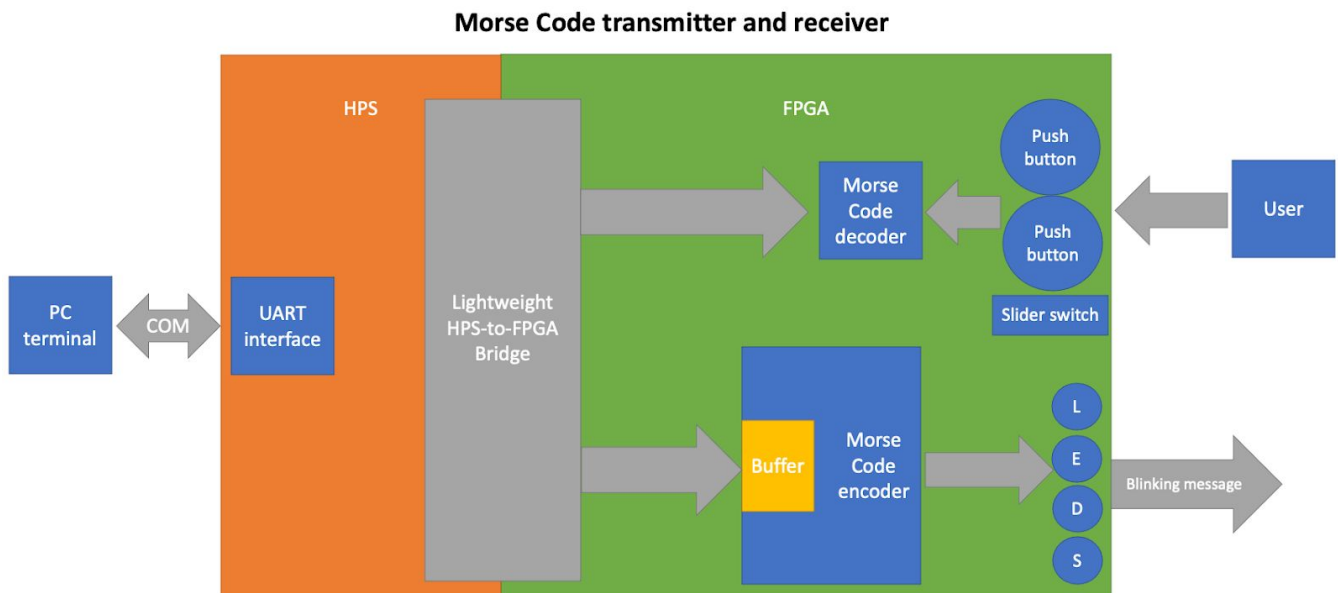 Morse Code transmitter and receiver
HPS
FPGA
Push
button
Morse
Code
decoder
User
Push
button
PC
terminal
COM
UART
interface
Lightweight
HPS-to-FPGA
Bridge
Slider switch
Buffer
Morse
Code
encoder
L
E
D
S
Blinking message